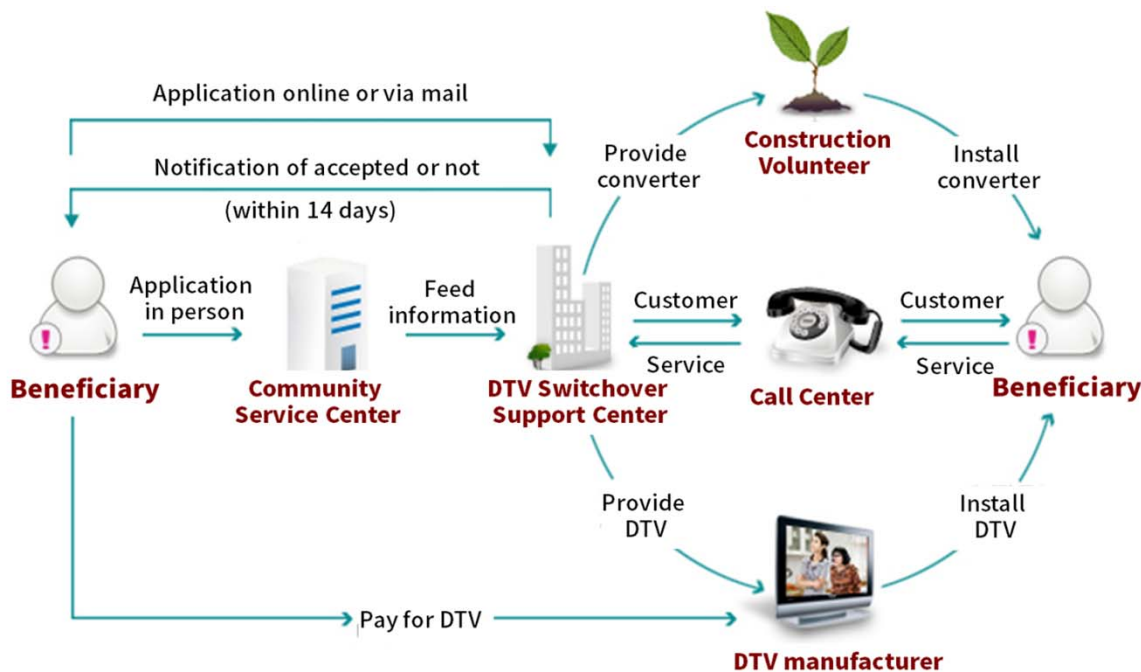 Application online or via mail
Notification of accepted or not
(within 14 days)
Provide
converter
Construction
Volunteer
Install
converter
Application
in person
Feed
information
Customer
Service
Customer
Service
Beneficiary
Community
Service Center
DTV Switchover
Support Center
Call Center
Beneficiary
Provide
DTV
Install
DTV
Pay for DTV
DTV manufacturer